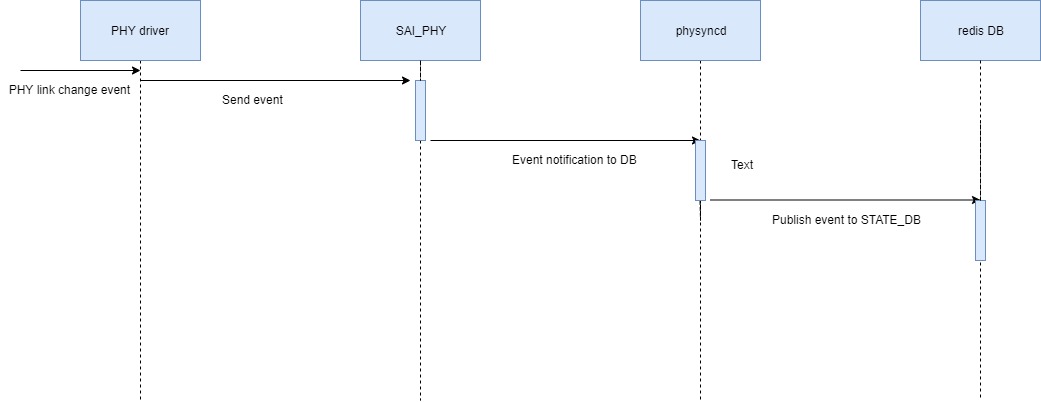 PHY driver
SAI_PHY
physyncd
redis DB
PHY link change event
Send event
Event notification to DB
Text
Publish event to STATE_DB